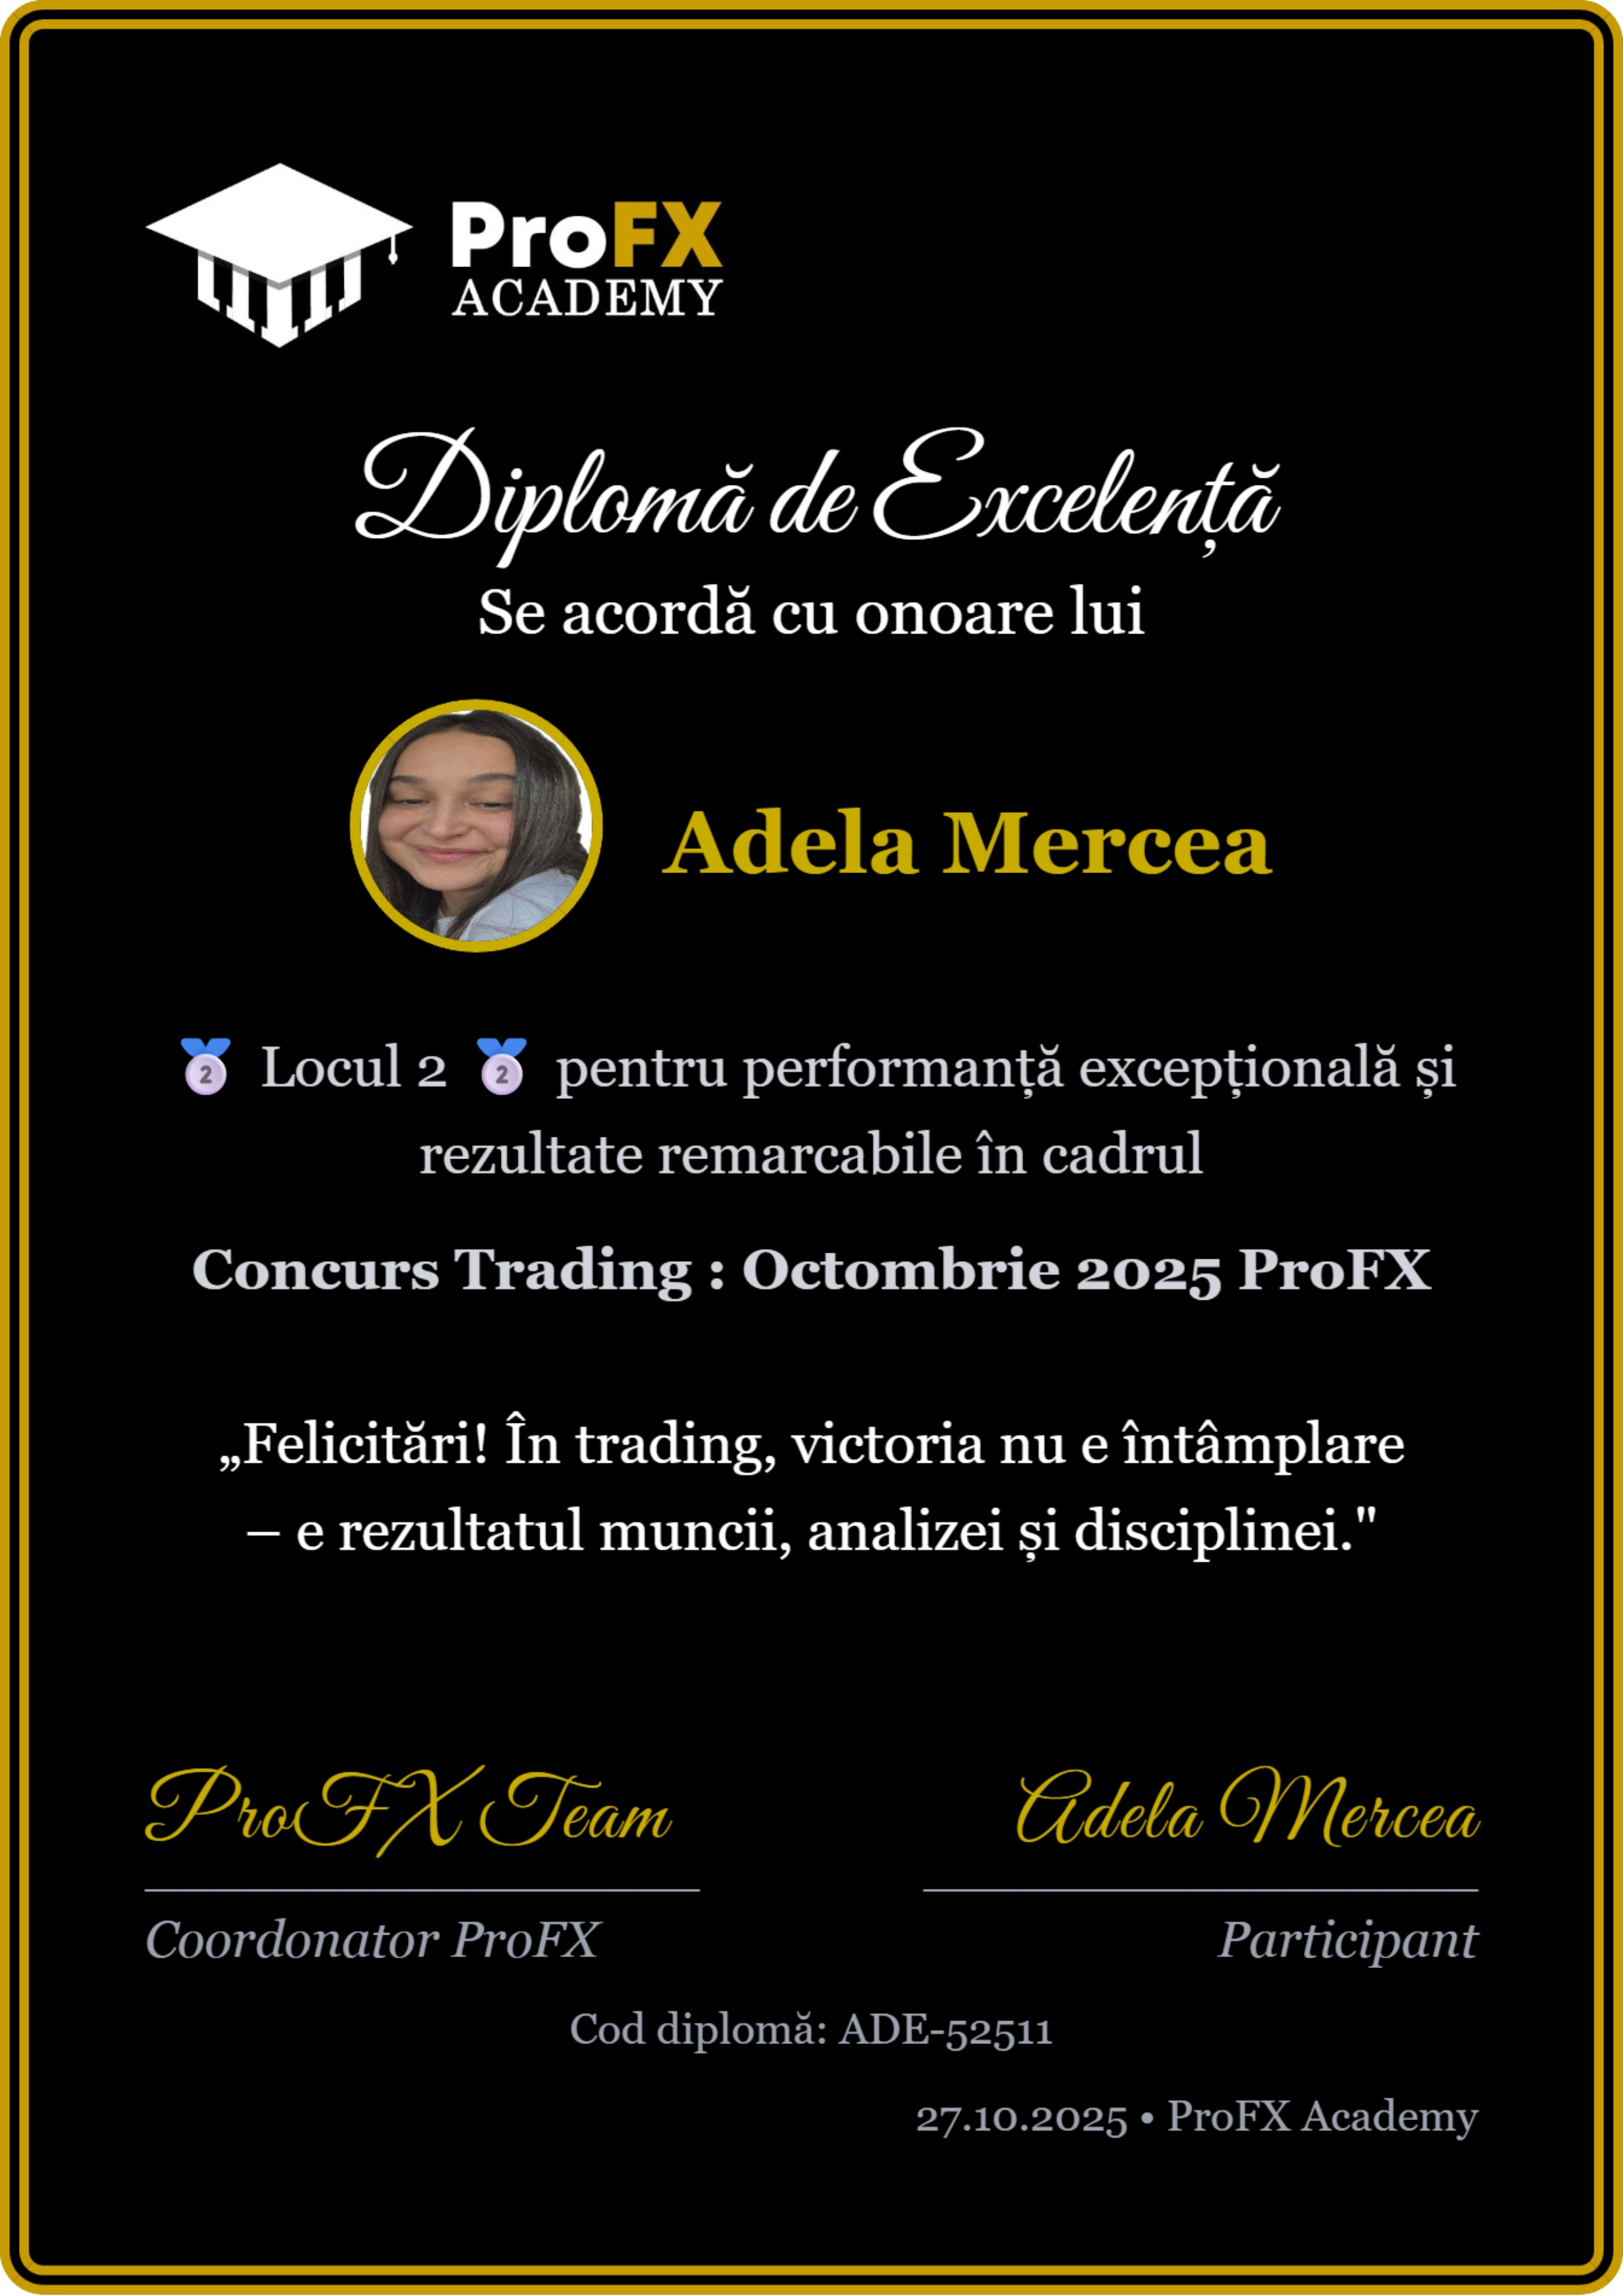 ProFX
ACADEMY
Diplomă de Excelență
Se acordă cu onoare lui
Adela Mercea
🥈 Locul 2 🥈 pentru performanță excepțională și
rezultate remarcabile în cadrul
Concurs Trading : Octombrie 2025 ProFX
„Felicitări! În trading, victoria nu e întâmplare
– e rezultatul muncii, analizei și disciplinei."
ProFX Team
Adela Mercea
Coordonator ProFX
Participant
Cod diplomă: ADE-52511
27.10.2025 • ProFX Academy